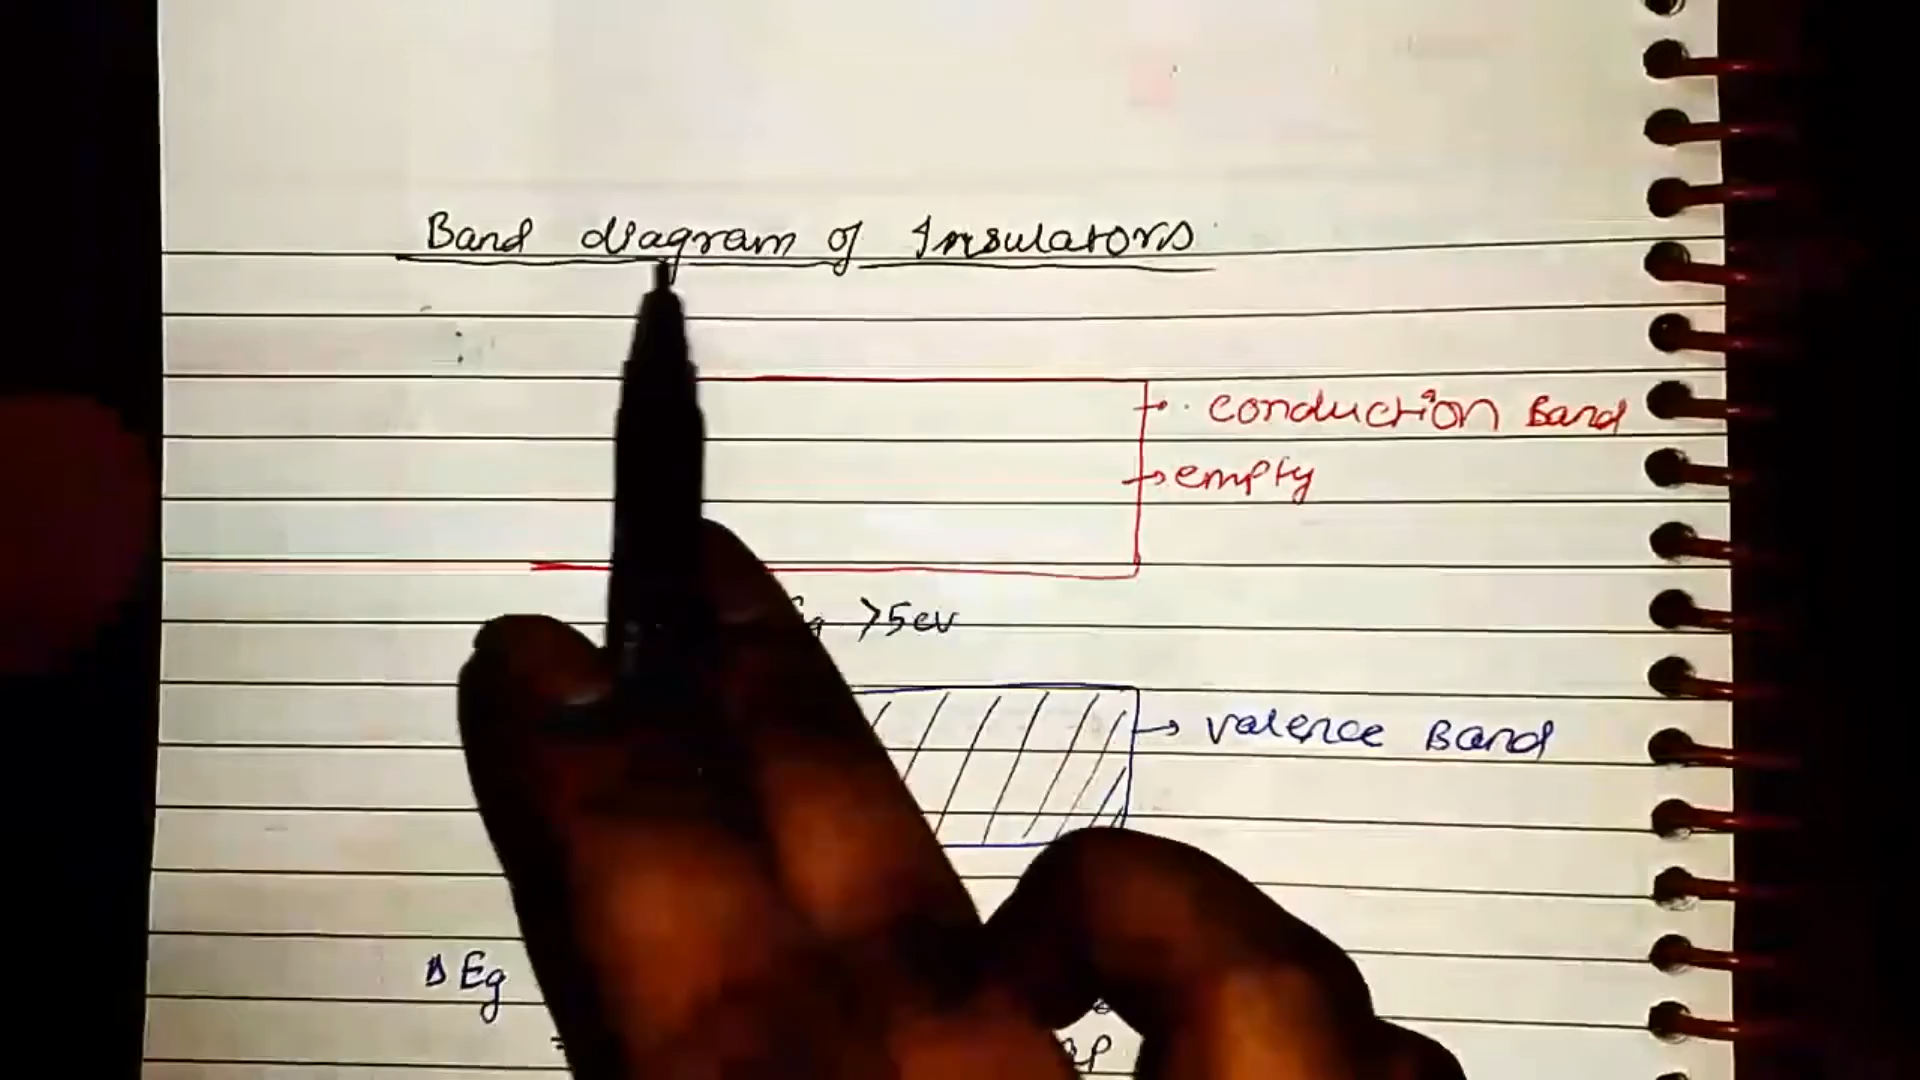 Band diagram of Insulators
conduction Band
empty
>5ev
valence Band
Eg